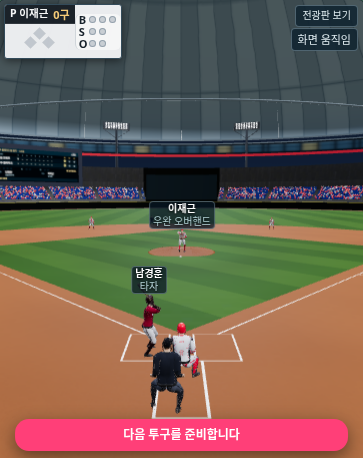 P 이재근 0구
B
S
O
전광판 보기
화면 움직임
이재근
우완 오버핸드
남경훈
타자
다음 투구를 준비합니다